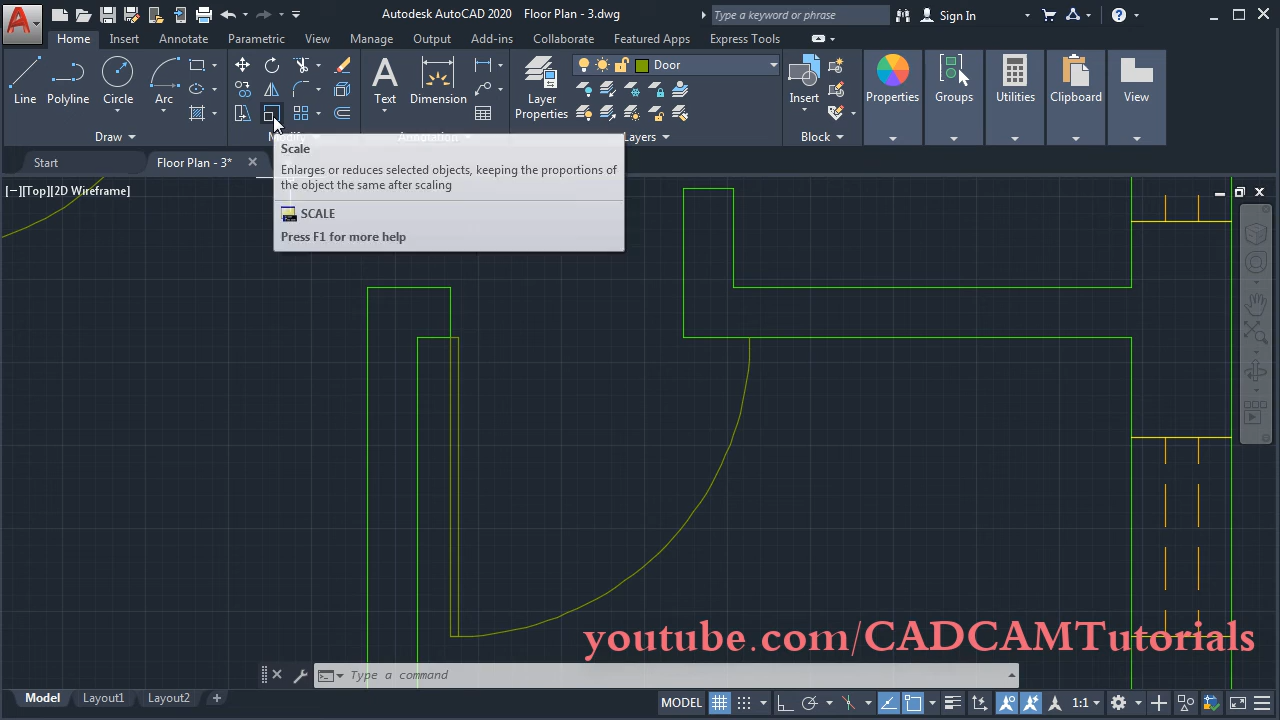 Autodesk AutoCAD 2020 Floor Plan - 3.dwg
Type a keyword or phrase
Sign In
Home Insert Annotate Parametric View Manage Output Add-ins Collaborate Featured Apps Express Tools
Line Polyline Circle Arc
Text Dimension
Layer Properties
Door
Insert
Properties Groups Utilities Clipboard View
Draw Modify Annotation Layers Block
Start Floor Plan - 3*
[−][Top][2D Wireframe]
Scale
Enlarges or reduces selected objects, keeping the proportions of
the object the same after scaling
SCALE
Press F1 for more help
youtube.com/CADCAMTutorials
Type a command
Model Layout1 Layout2 +
MODEL 1:1